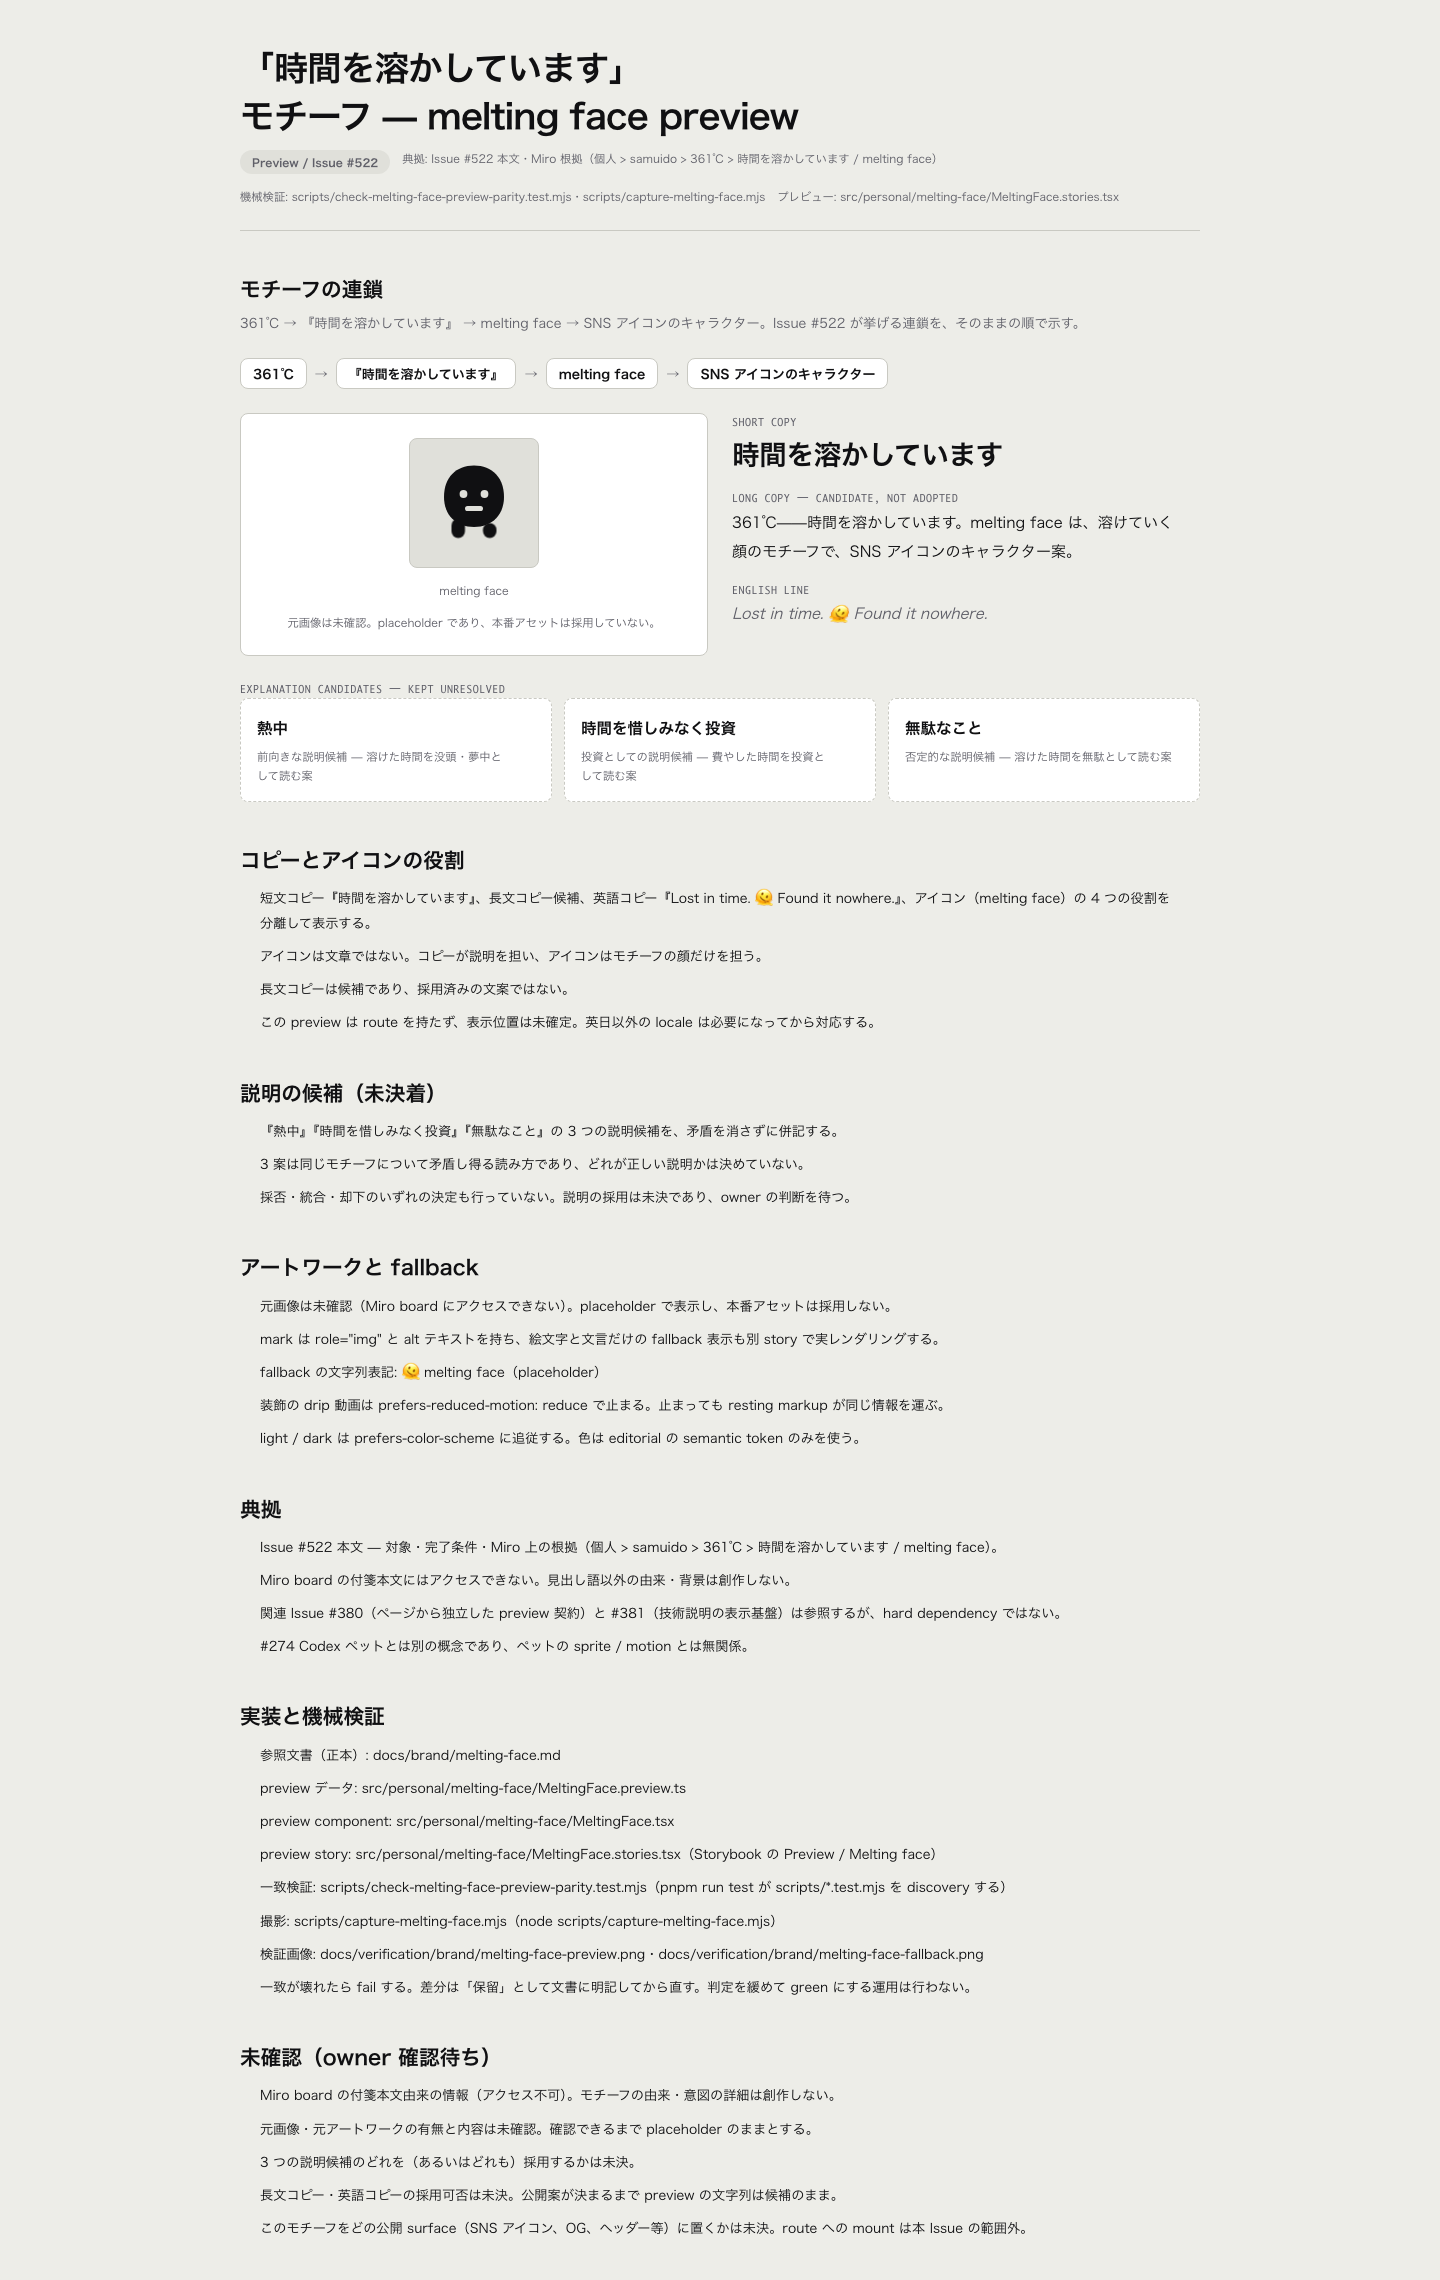 「時間を溶かしています」
モチーフ — melting face preview
Preview / Issue #522 典拠: Issue #522 本文・Miro 根拠（個人 > samuido > 361℃ > 時間を溶かしています / melting face）
機械検証: scripts/check-melting-face-preview-parity.test.mjs・scripts/capture-melting-face.mjs プレビュー: src/personal/melting-face/MeltingFace.stories.tsx
モチーフの連鎖
361℃ → 『時間を溶かしています』 → melting face → SNS アイコンのキャラクター。Issue #522 が挙げる連鎖を、そのままの順で示す。
361℃ → 『時間を溶かしています』 → melting face → SNS アイコンのキャラクター
melting face
元画像は未確認。placeholder であり、本番アセットは採用していない。
SHORT COPY
時間を溶かしています
LONG COPY — CANDIDATE, NOT ADOPTED
361℃——時間を溶かしています。melting face は、溶けていく
顔のモチーフで、SNS アイコンのキャラクター案。
ENGLISH LINE
Lost in time. 🫠 Found it nowhere.
EXPLANATION CANDIDATES — KEPT UNRESOLVED
熱中
前向きな説明候補 — 溶けた時間を没頭・夢中と
して読む案
時間を惜しみなく投資
投資としての説明候補 — 費やした時間を投資と
して読む案
無駄なこと
否定的な説明候補 — 溶けた時間を無駄として読む案
コピーとアイコンの役割
短文コピー『時間を溶かしています』、長文コピー候補、英語コピー『Lost in time. 🫠 Found it nowhere.』、アイコン（melting face）の 4 つの役割を
分離して表示する。
アイコンは文章ではない。コピーが説明を担い、アイコンはモチーフの顔だけを担う。
長文コピーは候補であり、採用済みの文案ではない。
この preview は route を持たず、表示位置は未確定。英日以外の locale は必要になってから対応する。
説明の候補（未決着）
『熱中』『時間を惜しみなく投資』『無駄なこと』の 3 つの説明候補を、矛盾を消さずに併記する。
3 案は同じモチーフについて矛盾し得る読み方であり、どれが正しい説明かは決めていない。
採否・統合・却下のいずれの決定も行っていない。説明の採用は未決であり、owner の判断を待つ。
アートワークと fallback
元画像は未確認（Miro board にアクセスできない）。placeholder で表示し、本番アセットは採用しない。
mark は role="img" と alt テキストを持ち、絵文字と文言だけの fallback 表示も別 story で実レンダリングする。
fallback の文字列表記: 🫠 melting face（placeholder）
装飾の drip 動画は prefers-reduced-motion: reduce で止まる。止まっても resting markup が同じ情報を運ぶ。
light / dark は prefers-color-scheme に追従する。色は editorial の semantic token のみを使う。
典拠
Issue #522 本文 — 対象・完了条件・Miro 上の根拠（個人 > samuido > 361℃ > 時間を溶かしています / melting face）。
Miro board の付箋本文にはアクセスできない。見出し語以外の由来・背景は創作しない。
関連 Issue #380（ページから独立した preview 契約）と #381（技術説明の表示基盤）は参照するが、hard dependency ではない。
#274 Codex ペットとは別の概念であり、ペットの sprite / motion とは無関係。
実装と機械検証
参照文書（正本）: docs/brand/melting-face.md
preview データ: src/personal/melting-face/MeltingFace.preview.ts
preview component: src/personal/melting-face/MeltingFace.tsx
preview story: src/personal/melting-face/MeltingFace.stories.tsx（Storybook の Preview / Melting face）
一致検証: scripts/check-melting-face-preview-parity.test.mjs（pnpm run test が scripts/*.test.mjs を discovery する）
撮影: scripts/capture-melting-face.mjs（node scripts/capture-melting-face.mjs）
検証画像: docs/verification/brand/melting-face-preview.png・docs/verification/brand/melting-face-fallback.png
一致が壊れたら fail する。差分は「保留」として文書に明記してから直す。判定を緩めて green にする運用は行わない。
未確認（owner 確認待ち）
Miro board の付箋本文由来の情報（アクセス不可）。モチーフの由来・意図の詳細は創作しない。
元画像・元アートワークの有無と内容は未確認。確認できるまで placeholder のままとする。
3 つの説明候補のどれを（あるいはどれも）採用するかは未決。
長文コピー・英語コピーの採用可否は未決。公開案が決まるまで preview の文字列は候補のまま。
このモチーフをどの公開 surface（SNS アイコン、OG、ヘッダー等）に置くかは未決。route への mount は本 Issue の範囲外。